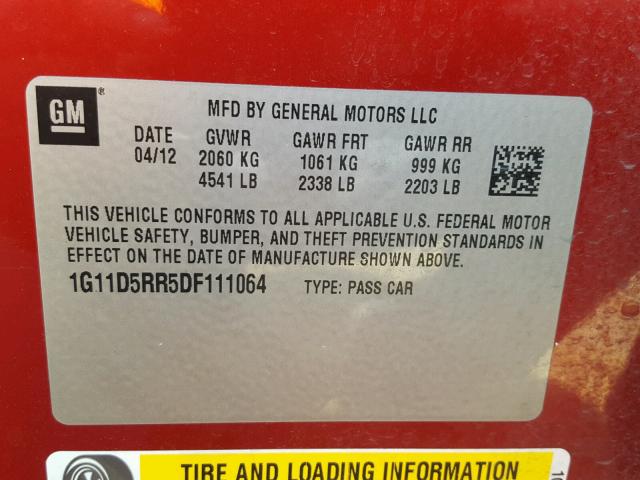 GM®
MFD BY GENERAL MOTORS LLC
DATE GVWR GAWR FRT GAWR RR
04/12 2060 KG 1061 KG 999 KG
4541 LB 2338 LB 2203 LB
THIS VEHICLE CONFORMS TO ALL APPLICABLE U.S. FEDERAL MOTOR
VEHICLE SAFETY, BUMPER, AND THEFT PREVENTION STANDARDS IN
EFFECT ON THE DATE OF MANUFACTURE SHOWN ABOVE.
1G11D5RR5DF111064 TYPE: PASS CAR
TIRE AND LOADING INFORMATION